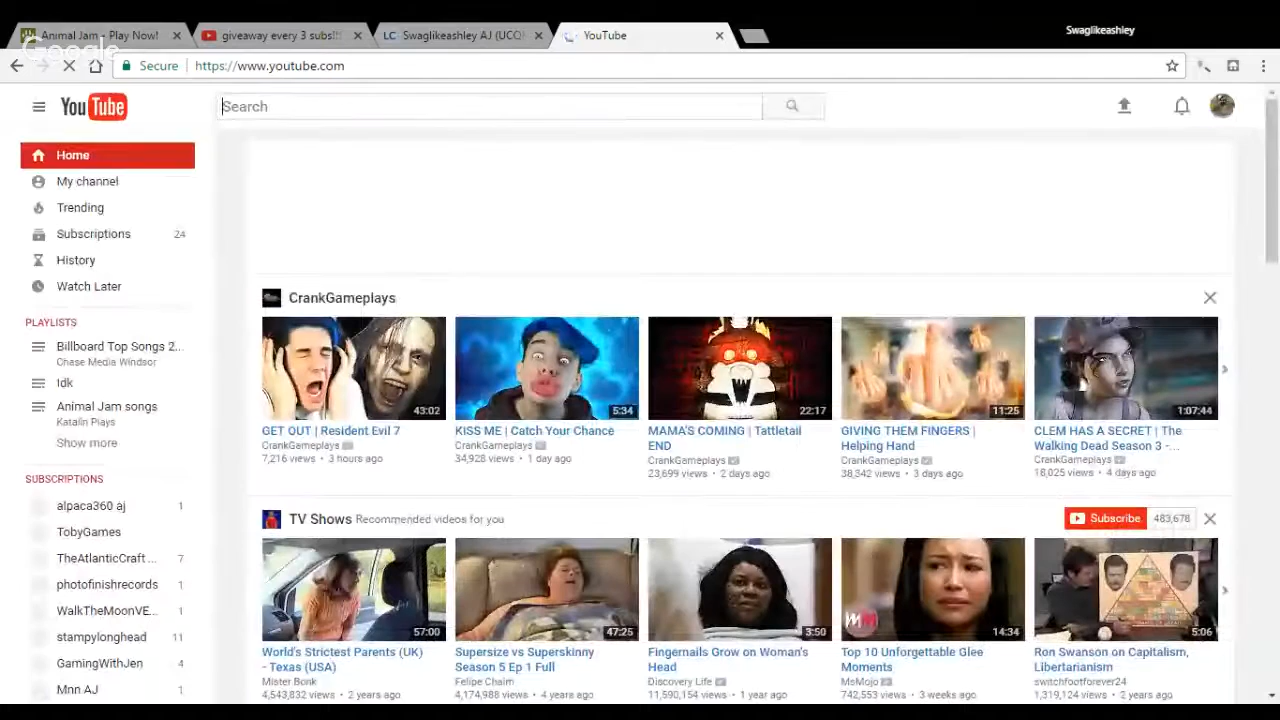 Animal Jam - Play Now!
giveaway every 3 subs!!
LC Swaglikeashley AJ (UCQ
YouTube
Swaglikeashley
Google
Secure https://www.youtube.com
YouTube
Search
Home
My channel
Trending
Subscriptions 24
History
Watch Later
PLAYLISTS
Billboard Top Songs 2...
Chase Media Windsor
Idk
Animal Jam songs
Katalin Plays
Show more
SUBSCRIPTIONS
alpaca360 aj 1
TobyGames
TheAtlanticCraft ... 7
photofinishrecords 1
WalkTheMoonVE... 1
stampylonghead 11
GamingWithJen 4
Mnn AJ 1
CrankGameplays
43:02
5:34
22:17
11:25
1:07:44
GET OUT | Resident Evil 7
CrankGameplays
7,216 views • 3 hours ago
KISS ME | Catch Your Chance
CrankGameplays
34,928 views • 1 day ago
MAMA'S COMING | Tattletail
END
CrankGameplays
23,699 views • 2 days ago
GIVING THEM FINGERS |
Helping Hand
CrankGameplays
38,342 views • 3 days ago
CLEM HAS A SECRET | The
Walking Dead Season 3 -...
CrankGameplays
18,025 views • 4 days ago
TV Shows Recommended videos for you
Subscribe 483,678
57:00
47:25
3:50
14:34
5:06
World's Strictest Parents (UK)
- Texas (USA)
Mister Bonk
4,543,832 views • 2 years ago
Supersize vs Superskinny
Season 5 Ep 1 Full
Felipe Chaim
4,174,988 views • 4 years ago
Fingernails Grow on Woman's
Head
Discovery Life
11,590,154 views • 1 year ago
Top 10 Unforgettable Glee
Moments
MsMojo
742,553 views • 3 weeks ago
Ron Swanson on Capitalism,
Libertarianism
switchfootforever24
1,319,124 views • 2 years ago